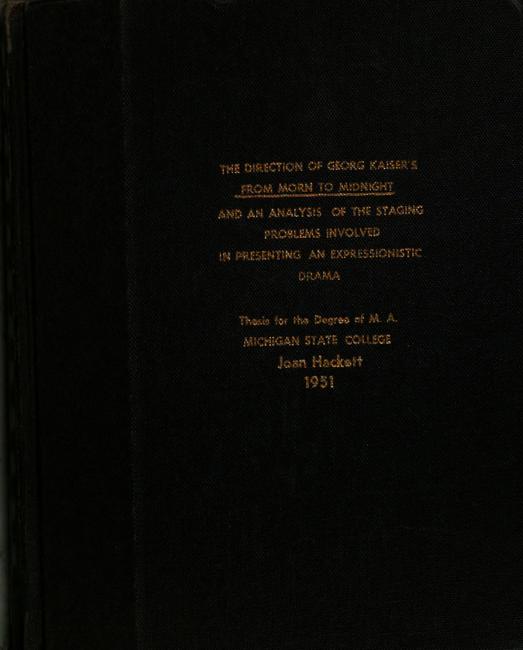 THE DIRECTION OF GEORG KAISER'S
FROM MORN TO MIDNIGHT
AND AN ANALYSIS OF THE STAGING
PROBLEMS INVOLVED
IN PRESENTING AN EXPRESSIONISTIC
DRAMA
Thesis for the Degree of M. A.
MICHIGAN STATE COLLEGE
Joan Hackett
1951